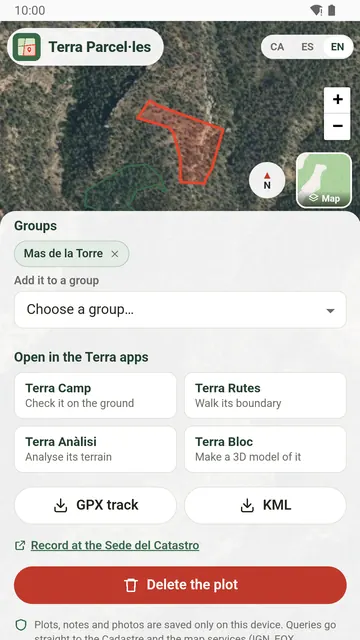 10:00
Terra Parcel·les
CA ES EN
+
−
N
Map
Groups
Mas de la Torre ×
Add it to a group
Choose a group…
Open in the Terra apps
Terra Camp
Check it on the ground
Terra Rutes
Walk its boundary
Terra Anàlisi
Analyse its terrain
Terra Bloc
Make a 3D model of it
GPX track
KML
Record at the Sede del Catastro
Delete the plot
Plots, notes and photos are saved only on this device. Queries go
straight to the Cadastre and the map services (IGN, EOX,